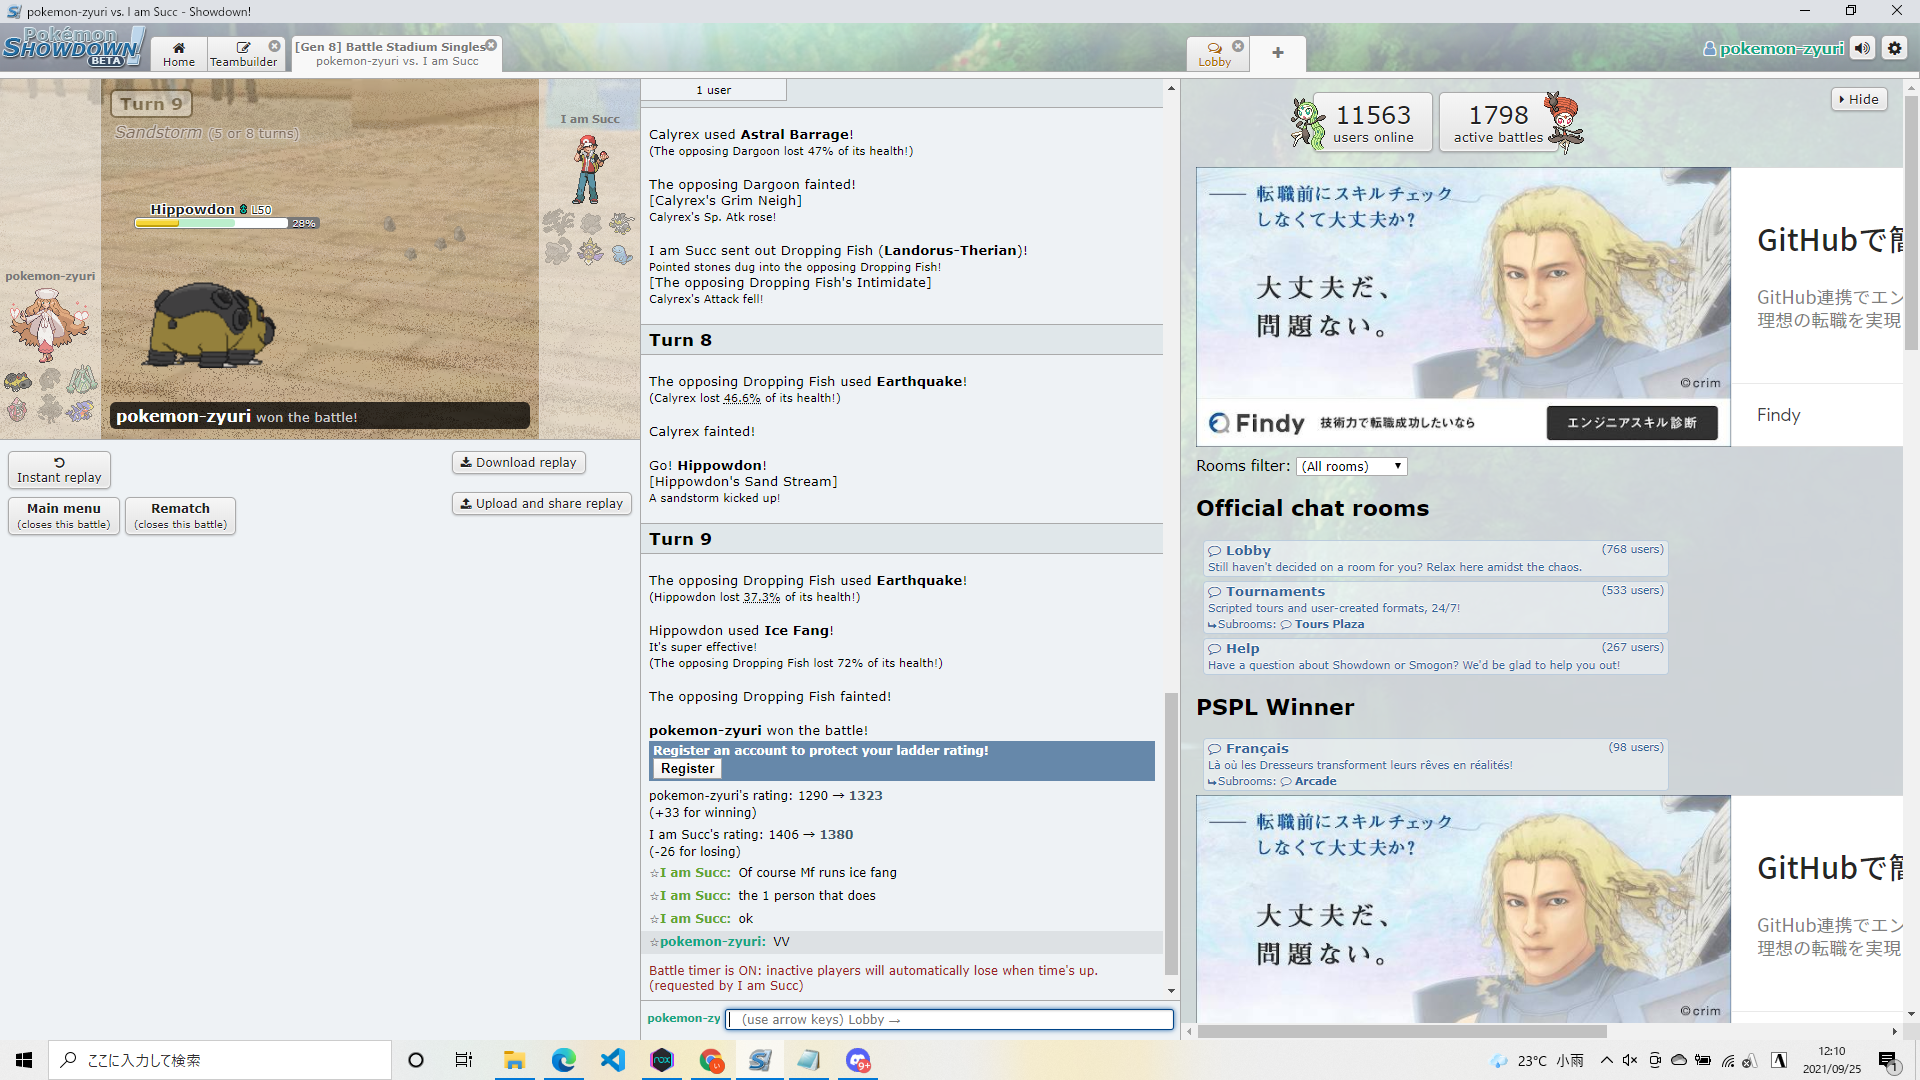 pokemon-zyuri vs. I am Succ - Showdown!
Pokémon
SHOWDOWN!
BETA
Home
Teambuilder
[Gen 8] Battle Stadium Singles
pokemon-zyuri vs. I am Succ
Lobby
pokemon-zyuri
Turn 9
Sandstorm (5 or 8 turns)
Hippowdon L50
28%
I am Succ
pokemon-zyuri
pokemon-zyuri won the battle!
Instant replay
Download replay
Upload and share replay
Main menu
(closes this battle)
Rematch
(closes this battle)
1 user
Calyrex used Astral Barrage!
(The opposing Dargoon lost 47% of its health!)
The opposing Dargoon fainted!
[Calyrex's Grim Neigh]
Calyrex's Sp. Atk rose!
I am Succ sent out Dropping Fish (Landorus-Therian)!
Pointed stones dug into the opposing Dropping Fish!
[The opposing Dropping Fish's Intimidate]
Calyrex's Attack fell!
Turn 8
The opposing Dropping Fish used Earthquake!
(Calyrex lost 46.6% of its health!)
Calyrex fainted!
Go! Hippowdon!
[Hippowdon's Sand Stream]
A sandstorm kicked up!
Turn 9
The opposing Dropping Fish used Earthquake!
(Hippowdon lost 37.3% of its health!)
Hippowdon used Ice Fang!
It's super effective!
(The opposing Dropping Fish lost 72% of its health!)
The opposing Dropping Fish fainted!
pokemon-zyuri won the battle!
Register an account to protect your ladder rating!
Register
pokemon-zyuri's rating: 1290 → 1323
(+33 for winning)
I am Succ's rating: 1406 → 1380
(-26 for losing)
☆I am Succ: Of course Mf runs ice fang
☆I am Succ: the 1 person that does
☆I am Succ: ok
☆pokemon-zyuri: VV
Battle timer is ON: inactive players will automatically lose when time's up.
(requested by I am Succ)
pokemon-zy
(use arrow keys) Lobby →
11563
users online
1798
active battles
Hide
転職前にスキルチェック
しなくて大丈夫か?
大丈夫だ、
問題ない。
©crim
Findy 技術力で転職成功したいなら エンジニアスキル診断
GitHubで簡
GitHub連携でエン
理想の転職を実現
Findy
Rooms filter: (All rooms)
Official chat rooms
Lobby (768 users)
Still haven't decided on a room for you? Relax here amidst the chaos.
Tournaments (533 users)
Scripted tours and user-created formats, 24/7!
Subrooms: Tours Plaza
Help (267 users)
Have a question about Showdown or Smogon? We'd be glad to help you out!
PSPL Winner
Français (98 users)
Là où les Dresseurs transforment leurs rêves en réalités!
Subrooms: Arcade
転職前にスキルチェック
しなくて大丈夫か?
大丈夫だ、
問題ない。
©crim
GitHubで簡
GitHub連携でエン
理想の転職を実現
ここに入力して検索
23°C 小雨
A
12:10
2021/09/25